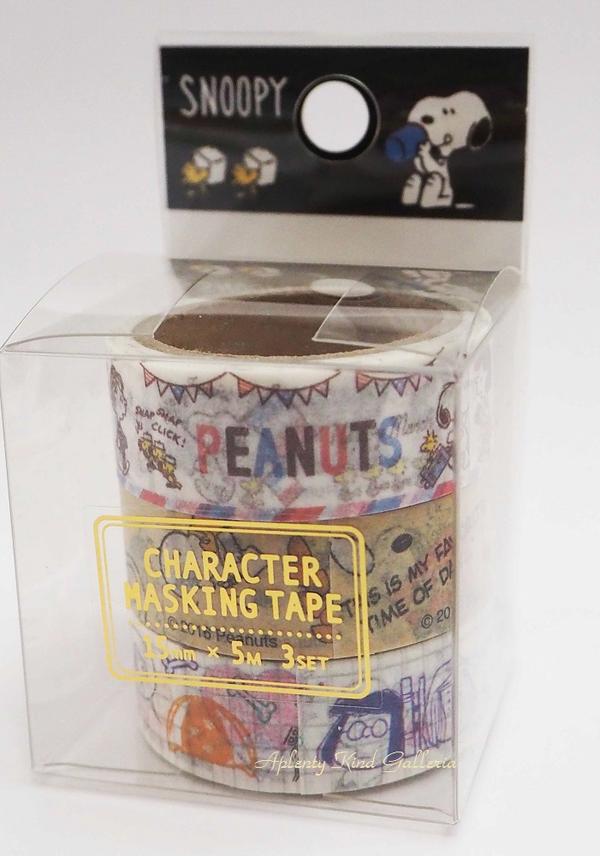 SNOOPY
SNAP SNAP
CLICK!
PEANUTS
CHARACTER
MASKING TAPE
15mm × 5M 3SET
©2016 Peanuts
THIS IS MY FAV
TIME OF DA
© 20
Aplenty Kind Galleria